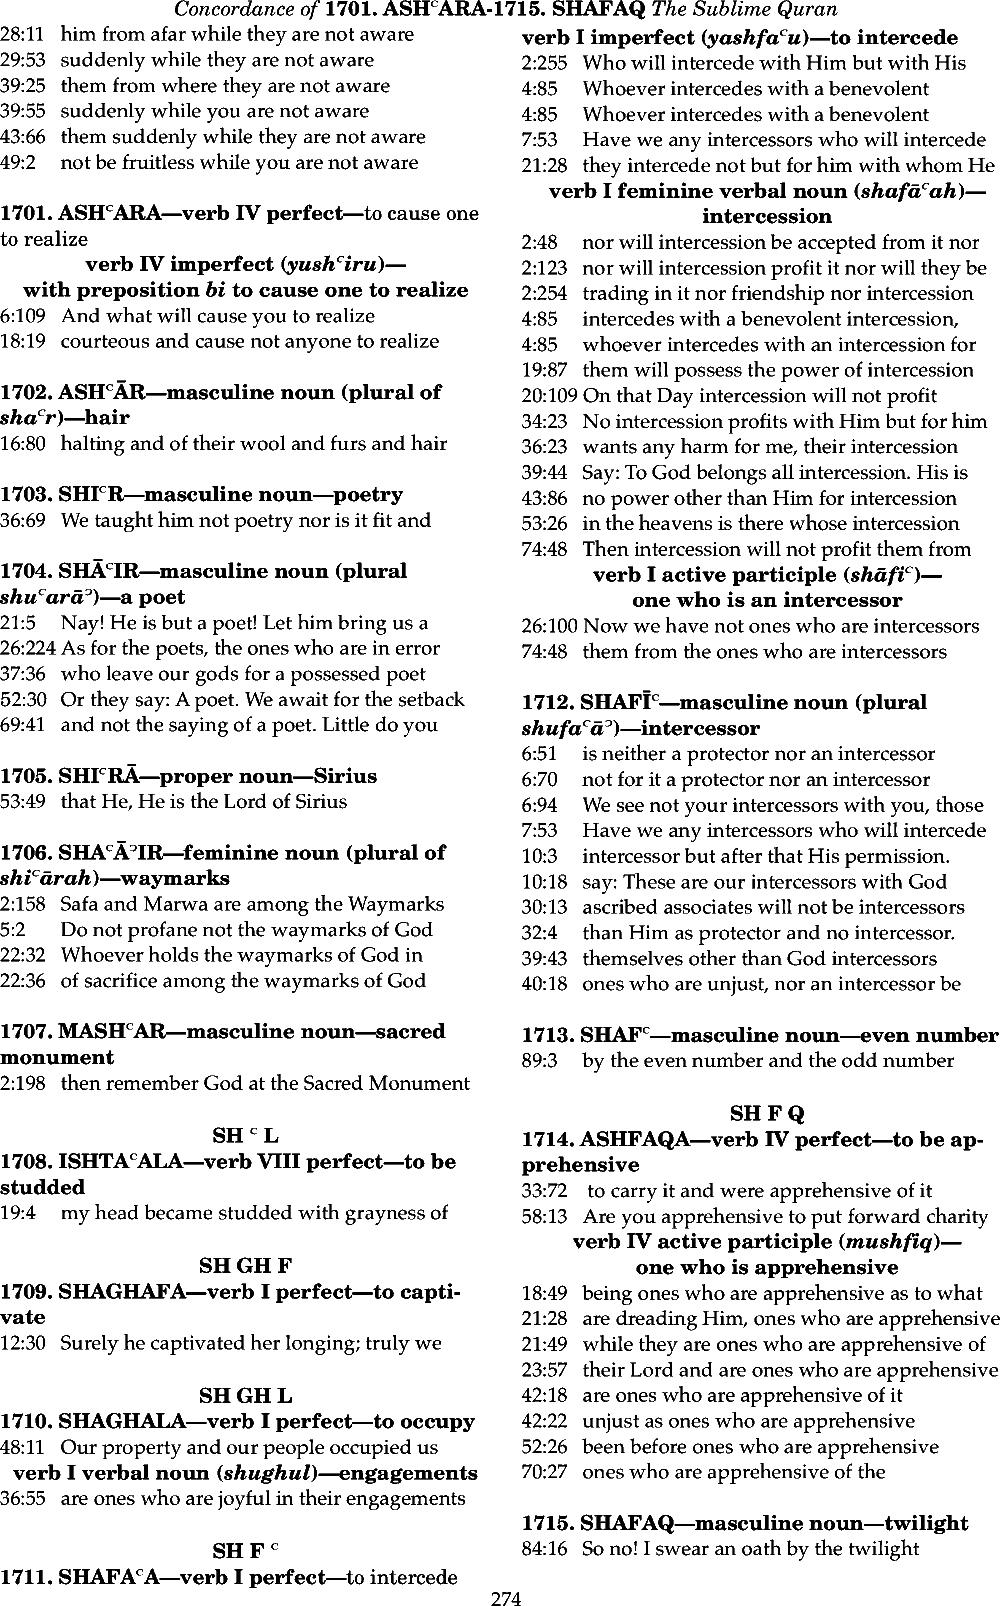 Concordance of 1701. ASHᶜARA-1715. SHAFAQ The Sublime Quran
28:11 him from afar while they are not aware
29:53 suddenly while they are not aware
39:25 them from where they are not aware
39:55 suddenly while you are not aware
43:66 them suddenly while they are not aware
49:2 not be fruitless while you are not aware
1701. ASHᶜARA—verb IV perfect—to cause one
to realize
verb IV imperfect (yushᶜiru)—
with preposition bi to cause one to realize
6:109 And what will cause you to realize
18:19 courteous and cause not anyone to realize
1702. ASHᶜĀR—masculine noun (plural of
shaᶜr)—hair
16:80 halting and of their wool and furs and hair
1703. SHIᶜR—masculine noun—poetry
36:69 We taught him not poetry nor is it fit and
1704. SHĀᶜIR—masculine noun (plural
shuᶜarāᵓ)—a poet
21:5 Nay! He is but a poet! Let him bring us a
26:224 As for the poets, the ones who are in error
37:36 who leave our gods for a possessed poet
52:30 Or they say: A poet. We await for the setback
69:41 and not the saying of a poet. Little do you
1705. SHIᶜRĀ—proper noun—Sirius
53:49 that He, He is the Lord of Sirius
1706. SHAᶜĀᵓIR—feminine noun (plural of
shiᶜārah)—waymarks
2:158 Safa and Marwa are among the Waymarks
5:2 Do not profane not the waymarks of God
22:32 Whoever holds the waymarks of God in
22:36 of sacrifice among the waymarks of God
1707. MASHᶜAR—masculine noun—sacred
monument
2:198 then remember God at the Sacred Monument
SH ᶜ L
1708. ISHTAᶜALA—verb VIII perfect—to be
studded
19:4 my head became studded with grayness of
SH GH F
1709. SHAGHAFA—verb I perfect—to capti-
vate
12:30 Surely he captivated her longing; truly we
SH GH L
1710. SHAGHALA—verb I perfect—to occupy
48:11 Our property and our people occupied us
verb I verbal noun (shughul)—engagements
36:55 are ones who are joyful in their engagements
SH F ᶜ
1711. SHAFAᶜA—verb I perfect—to intercede
verb I imperfect (yashfaᶜu)—to intercede
2:255 Who will intercede with Him but with His
4:85 Whoever intercedes with a benevolent
4:85 Whoever intercedes with a benevolent
7:53 Have we any intercessors who will intercede
21:28 they intercede not but for him with whom He
verb I feminine verbal noun (shafāᶜah)—
intercession
2:48 nor will intercession be accepted from it nor
2:123 nor will intercession profit it nor will they be
2:254 trading in it nor friendship nor intercession
4:85 intercedes with a benevolent intercession,
4:85 whoever intercedes with an intercession for
19:87 them will possess the power of intercession
20:109 On that Day intercession will not profit
34:23 No intercession profits with Him but for him
36:23 wants any harm for me, their intercession
39:44 Say: To God belongs all intercession. His is
43:86 no power other than Him for intercession
53:26 in the heavens is there whose intercession
74:48 Then intercession will not profit them from
verb I active participle (shāfiᶜ)—
one who is an intercessor
26:100 Now we have not ones who are intercessors
74:48 them from the ones who are intercessors
1712. SHAFĪᶜ—masculine noun (plural
shufaᶜāᵓ)—intercessor
6:51 is neither a protector nor an intercessor
6:70 not for it a protector nor an intercessor
6:94 We see not your intercessors with you, those
7:53 Have we any intercessors who will intercede
10:3 intercessor but after that His permission.
10:18 say: These are our intercessors with God
30:13 ascribed associates will not be intercessors
32:4 than Him as protector and no intercessor.
39:43 themselves other than God intercessors
40:18 ones who are unjust, nor an intercessor be
1713. SHAFᶜ—masculine noun—even number
89:3 by the even number and the odd number
SH F Q
1714. ASHFAQA—verb IV perfect—to be ap-
prehensive
33:72 to carry it and were apprehensive of it
58:13 Are you apprehensive to put forward charity
verb IV active participle (mushfiq)—
one who is apprehensive
18:49 being ones who are apprehensive as to what
21:28 are dreading Him, ones who are apprehensive
21:49 while they are ones who are apprehensive of
23:57 their Lord and are ones who are apprehensive
42:18 are ones who are apprehensive of it
42:22 unjust as ones who are apprehensive
52:26 been before ones who are apprehensive
70:27 ones who are apprehensive of the
1715. SHAFAQ—masculine noun—twilight
84:16 So no! I swear an oath by the twilight
274